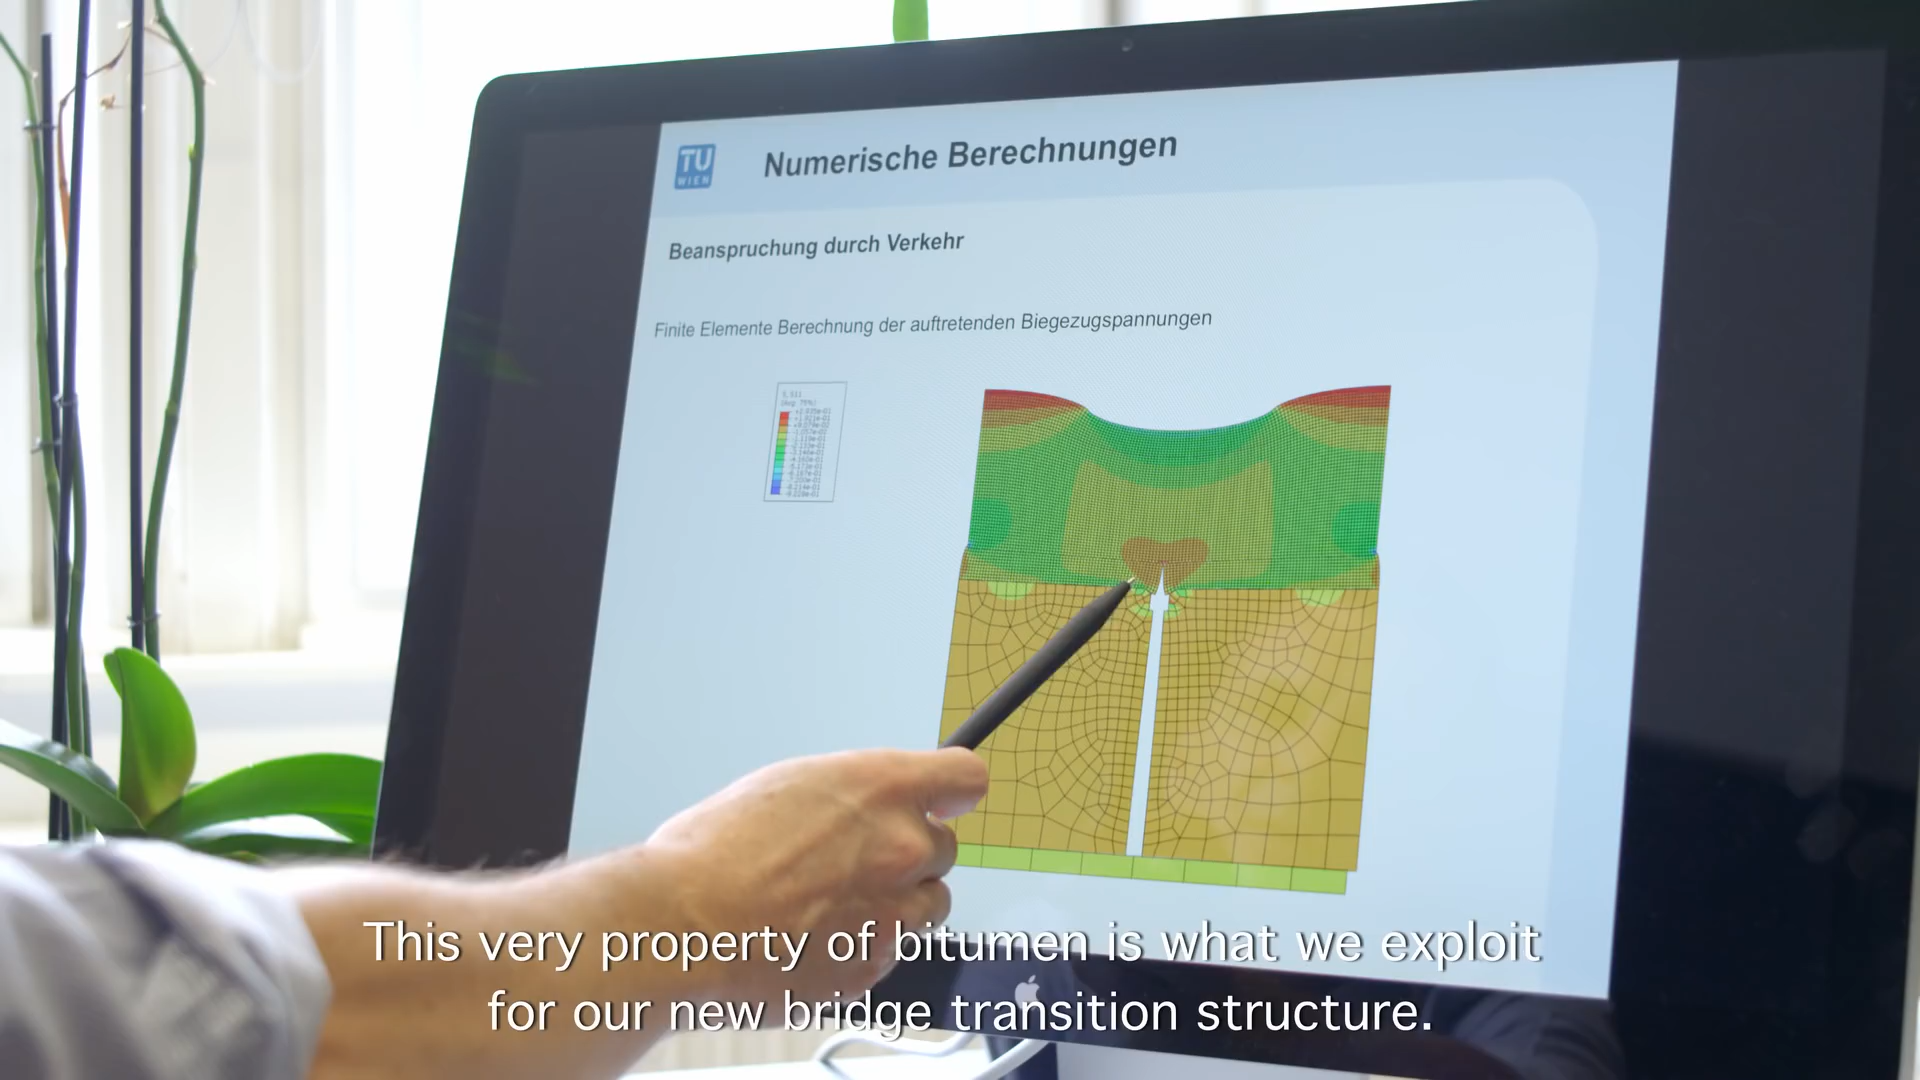 TU
WIEN
Numerische Berechnungen
Beanspruchung durch Verkehr
Finite Elemente Berechnung der auftretenden Biegezugspannungen
This very property of bitumen is what we exploit
for our new bridge transition structure.